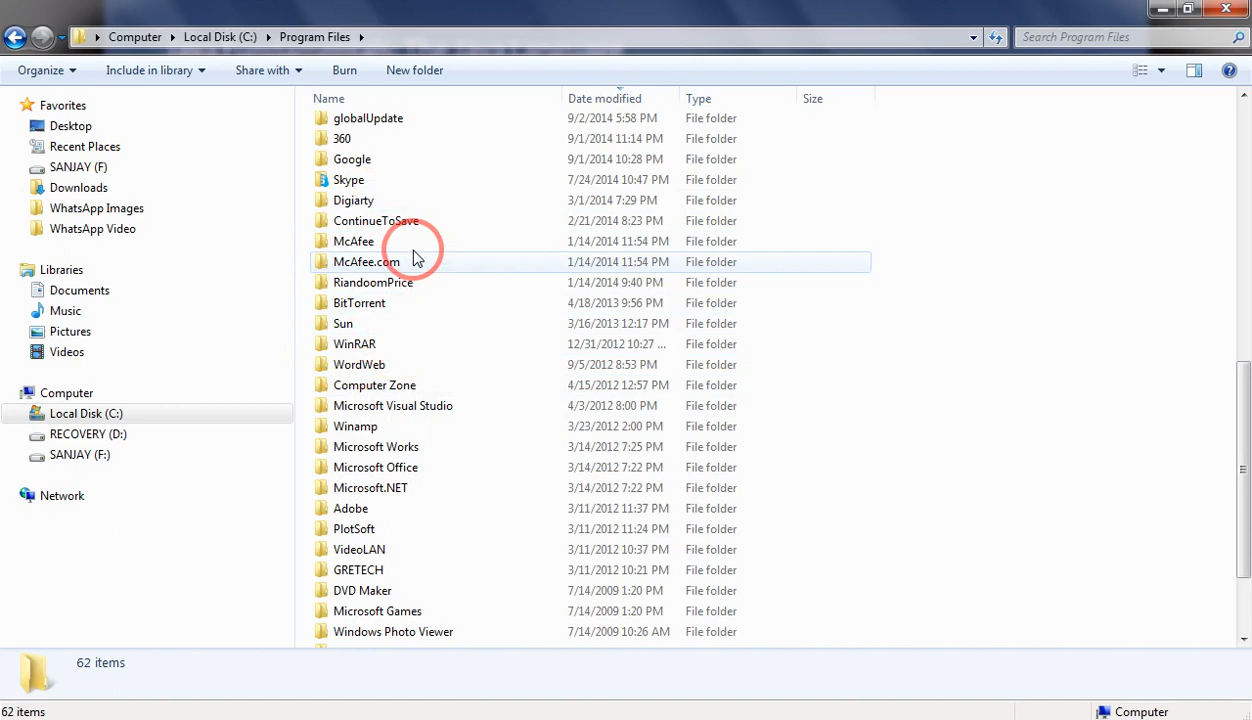 Computer Local Disk (C:) Program Files Search Program Files
Organize Include in library Share with Burn New folder
Favorites
Desktop
Recent Places
SANJAY (F)
Downloads
WhatsApp Images
WhatsApp Video
Libraries
Documents
Music
Pictures
Videos
Computer
Local Disk (C:)
RECOVERY (D:)
SANJAY (F:)
Network
Name Date modified Type Size
globalUpdate 9/2/2014 5:58 PM File folder
360 9/1/2014 11:14 PM File folder
Google 9/1/2014 10:28 PM File folder
Skype 7/24/2014 10:47 PM File folder
Digiarty 3/1/2014 7:29 PM File folder
ContinueToSave 2/21/2014 8:23 PM File folder
McAfee 1/14/2014 11:54 PM File folder
McAfee.com 1/14/2014 11:54 PM File folder
RiandoomPrice 1/14/2014 9:40 PM File folder
BitTorrent 4/18/2013 9:56 PM File folder
Sun 3/16/2013 12:17 PM File folder
WinRAR 12/31/2012 10:27 ... File folder
WordWeb 9/5/2012 8:53 PM File folder
Computer Zone 4/15/2012 12:57 PM File folder
Microsoft Visual Studio 4/3/2012 8:00 PM File folder
Winamp 3/23/2012 2:00 PM File folder
Microsoft Works 3/14/2012 7:25 PM File folder
Microsoft Office 3/14/2012 7:22 PM File folder
Microsoft.NET 3/14/2012 7:22 PM File folder
Adobe 3/11/2012 11:37 PM File folder
PlotSoft 3/11/2012 11:24 PM File folder
VideoLAN 3/11/2012 10:37 PM File folder
GRETECH 3/11/2012 10:21 PM File folder
DVD Maker 7/14/2009 1:20 PM File folder
Microsoft Games 7/14/2009 1:20 PM File folder
Windows Photo Viewer 7/14/2009 10:26 AM File folder
62 items
62 items Computer